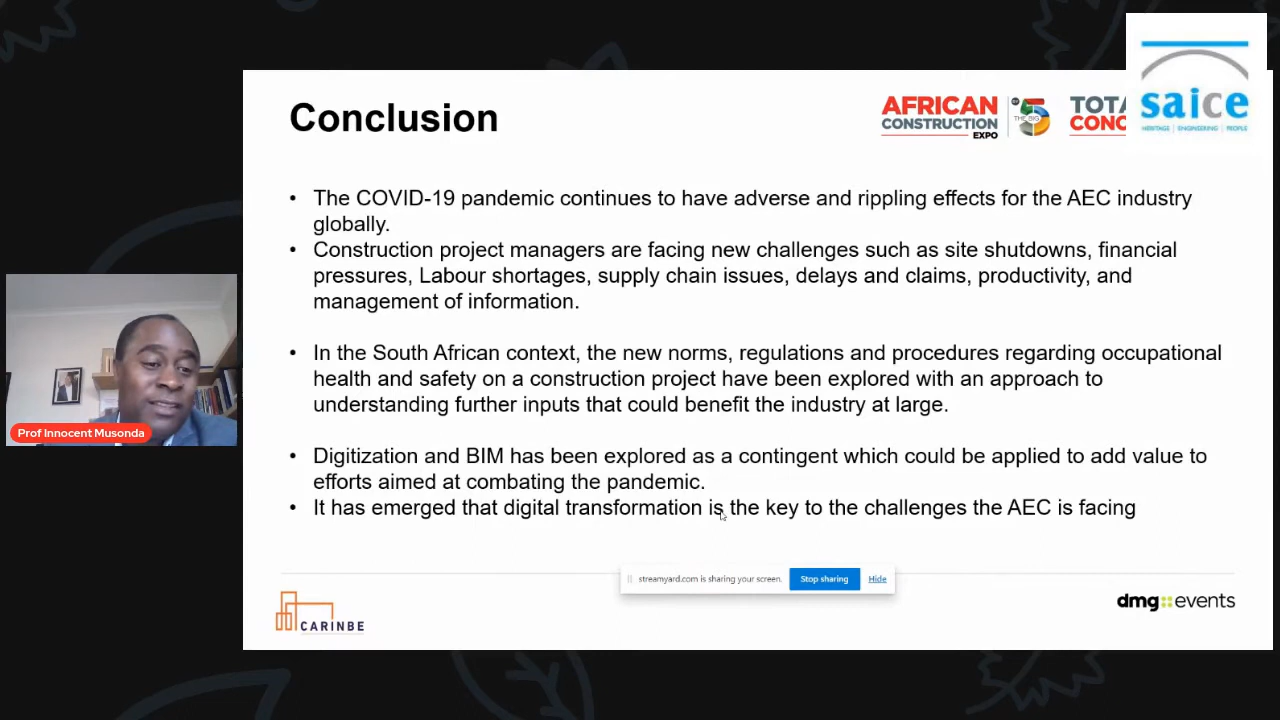 Conclusion
AFRICAN
CONSTRUCTION
EXPO
THE BIG
5
TOTA
CONC
saice
HERITAGE | ENGINEERING | PEOPLE
• The COVID-19 pandemic continues to have adverse and rippling effects for the AEC industry
globally.
• Construction project managers are facing new challenges such as site shutdowns, financial
pressures, Labour shortages, supply chain issues, delays and claims, productivity, and
management of information.
• In the South African context, the new norms, regulations and procedures regarding occupational
health and safety on a construction project have been explored with an approach to
understanding further inputs that could benefit the industry at large.
• Digitization and BIM has been explored as a contingent which could be applied to add value to
efforts aimed at combating the pandemic.
• It has emerged that digital transformation is the key to the challenges the AEC is facing
Prof Innocent Musonda
streamyard.com is sharing your screen. Stop sharing Hide
CARINBE
dmg::events